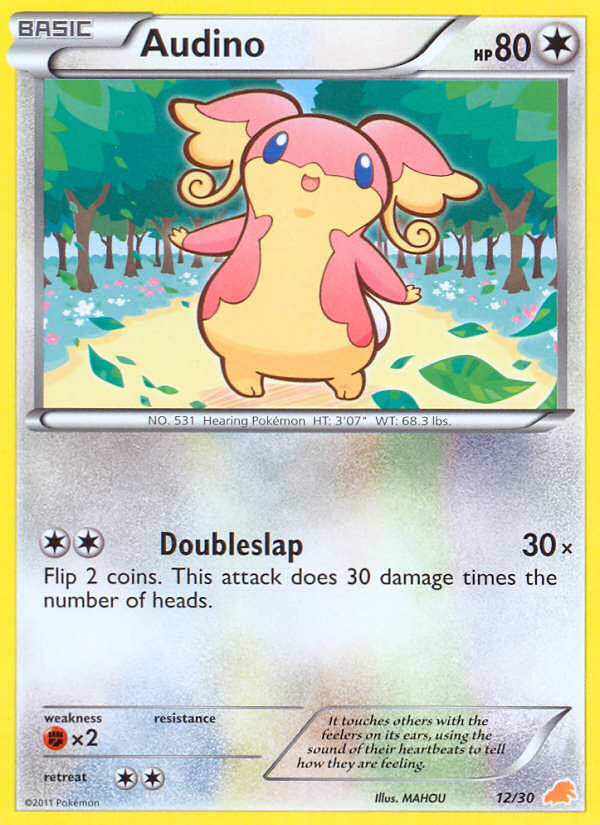 BASIC
Audino
HP80
NO. 531 Hearing Pokémon HT: 3'07" WT: 68.3 lbs.
Doubleslap 30×
Flip 2 coins. This attack does 30 damage times the
number of heads.
weakness resistance
×2
It touches others with the
feelers on its ears, using the
sound of their heartbeats to tell
how they are feeling.
retreat
©2011 Pokémon
Illus. MAHOU 12/30